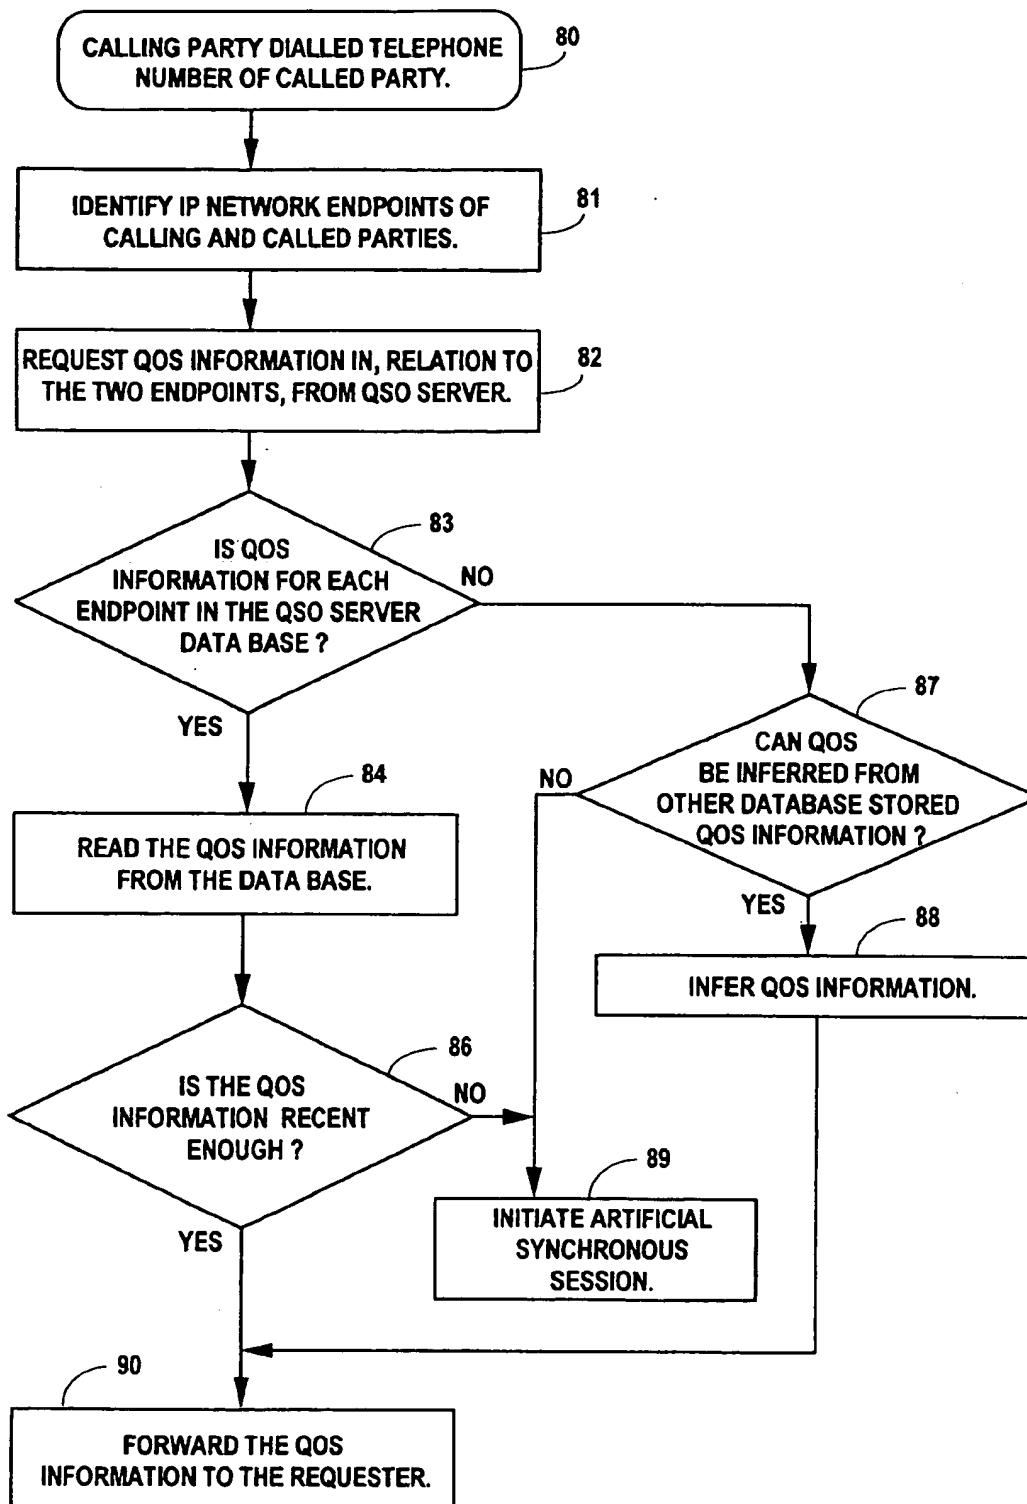 CALLING PARTY DIALLED TELEPHONE
NUMBER OF CALLED PARTY.
80
IDENTIFY IP NETWORK ENDPOINTS OF
CALLING AND CALLED PARTIES.
81
REQUEST QOS INFORMATION IN, RELATION TO
THE TWO ENDPOINTS, FROM QSO SERVER.
82
IS QOS
INFORMATION FOR EACH
ENDPOINT IN THE QSO SERVER
DATA BASE ?
83
NO
YES
87
CAN QOS
BE INFERRED FROM
OTHER DATABASE STORED
QOS INFORMATION ?
NO
YES
84
READ THE QOS INFORMATION
FROM THE DATA BASE.
88
INFER QOS INFORMATION.
86
IS THE QOS
INFORMATION RECENT
ENOUGH ?
NO
YES
89
INITIATE ARTIFICIAL
SYNCHRONOUS
SESSION.
90
FORWARD THE QOS
INFORMATION TO THE REQUESTER.